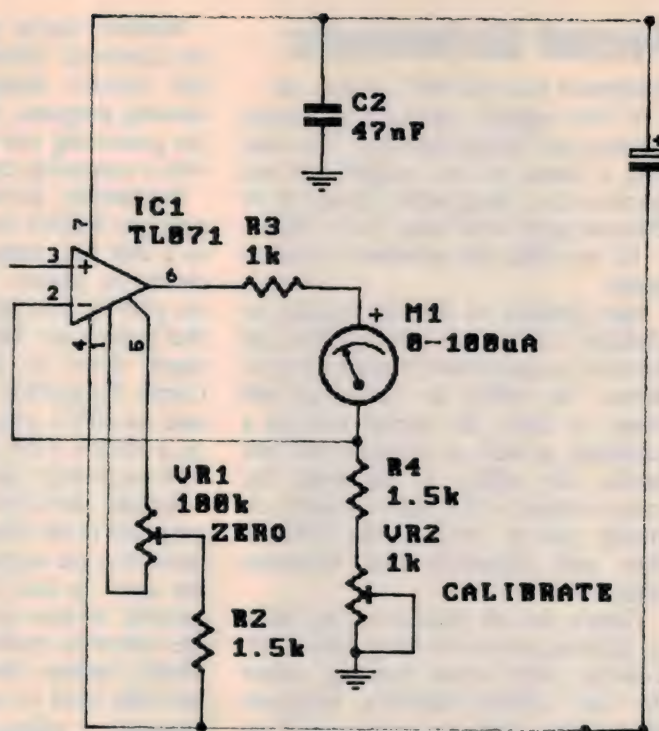 C2
47nF
7
IC1
TL071
R3
1k
3
+
6
2
-
4
1
5
+
M1
0-100uA
+
VR1
100k
ZERO
R4
1.5k
VR2
1k
CALIBRATE
R2
1.5k